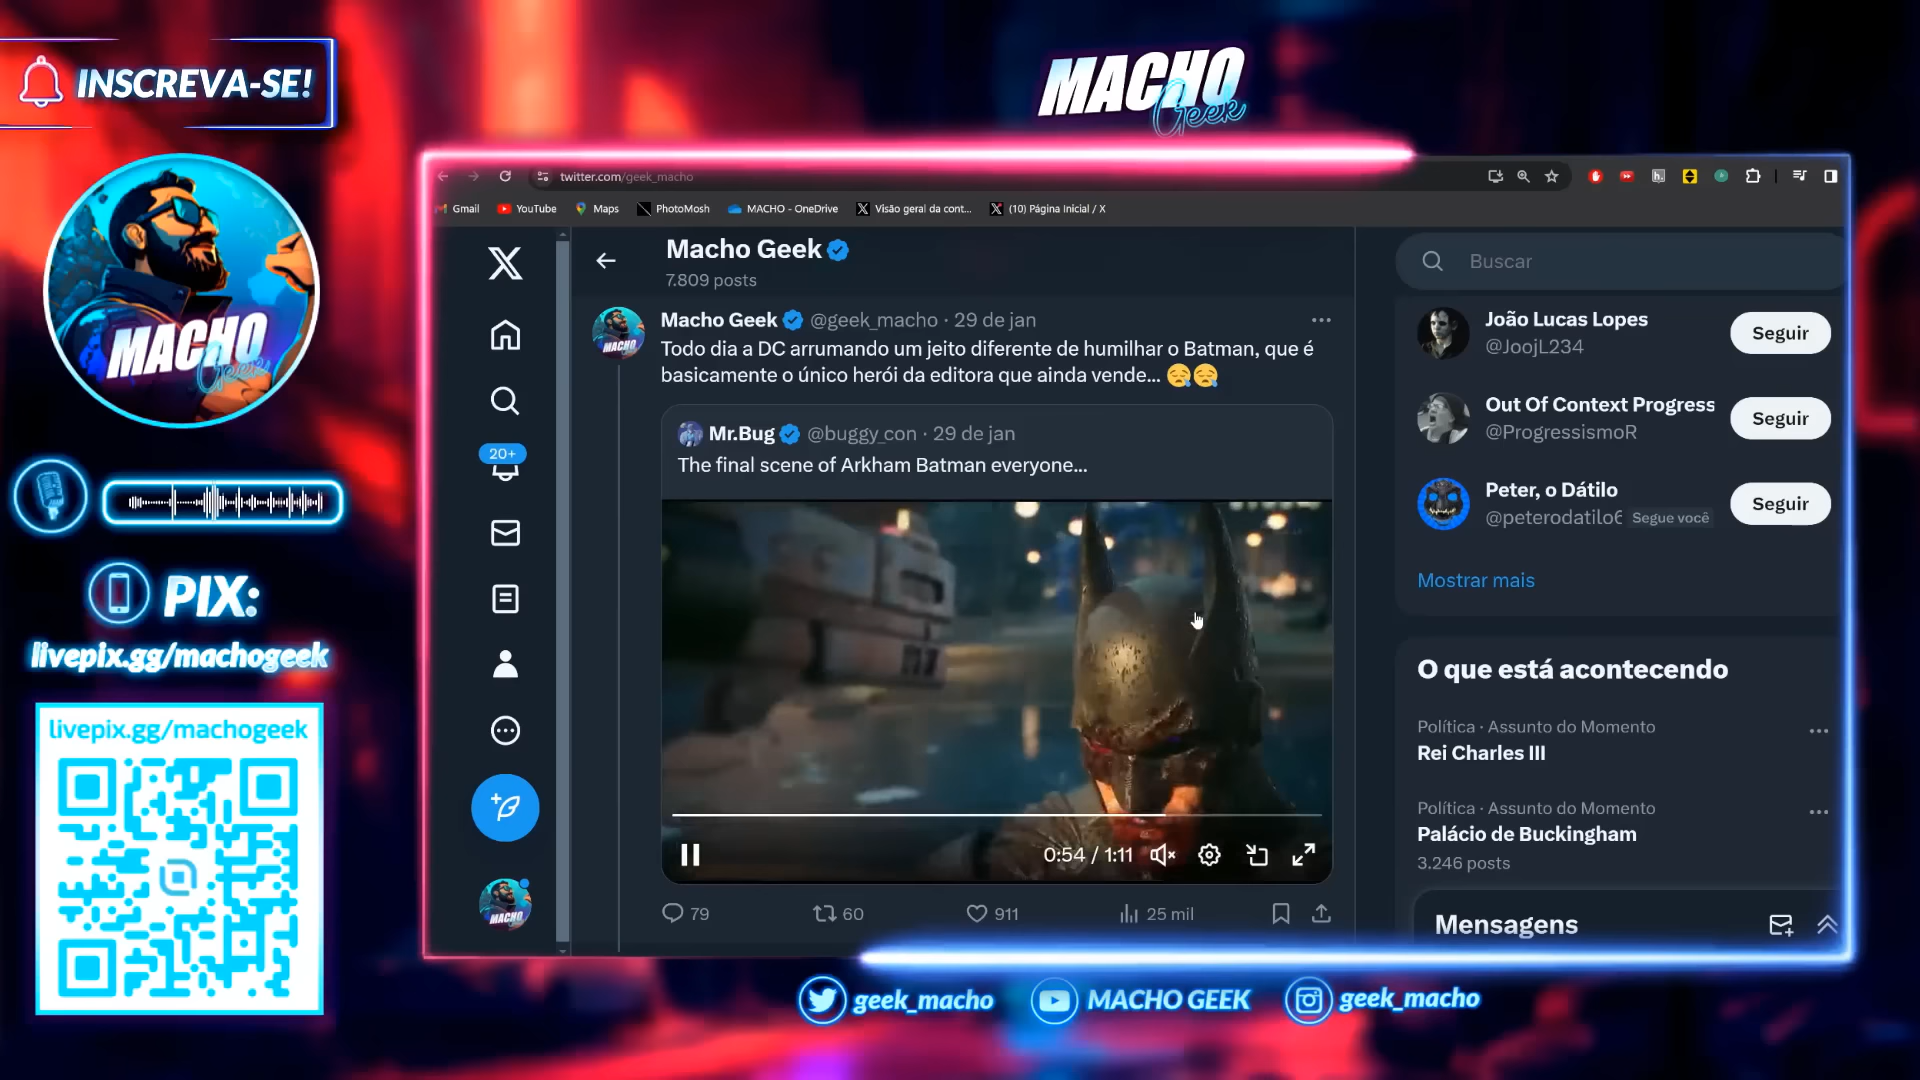 INSCREVA-SE!
MACHO
Geek
twitter.com/geek_macho
Gmail
YouTube
Maps
PhotoMosh
MACHO - OneDrive
Visão geral da cont...
(10) Página Inicial / X
Macho Geek
7.809 posts
Buscar
MACHO
Geek
PIX:
livepix.gg/machogeek
livepix.gg/machogeek
20+
MACHO
Macho Geek @geek_macho · 29 de jan
Todo dia a DC arrumando um jeito diferente de humilhar o Batman, que é
basicamente o único herói da editora que ainda vende...
Mr.Bug @buggy_con · 29 de jan
The final scene of Arkham Batman everyone...
0:54 / 1:11
79
60
911
25 mil
João Lucas Lopes
@JoojL234
Seguir
Out Of Context Progress
@ProgressismoR
Seguir
Peter, o Dátilo
@peterodatilo6
Segue você
Seguir
Mostrar mais
O que está acontecendo
Política · Assunto do Momento
Rei Charles III
Política · Assunto do Momento
Palácio de Buckingham
3.246 posts
Mensagens
geek_macho
MACHO GEEK
geek_macho